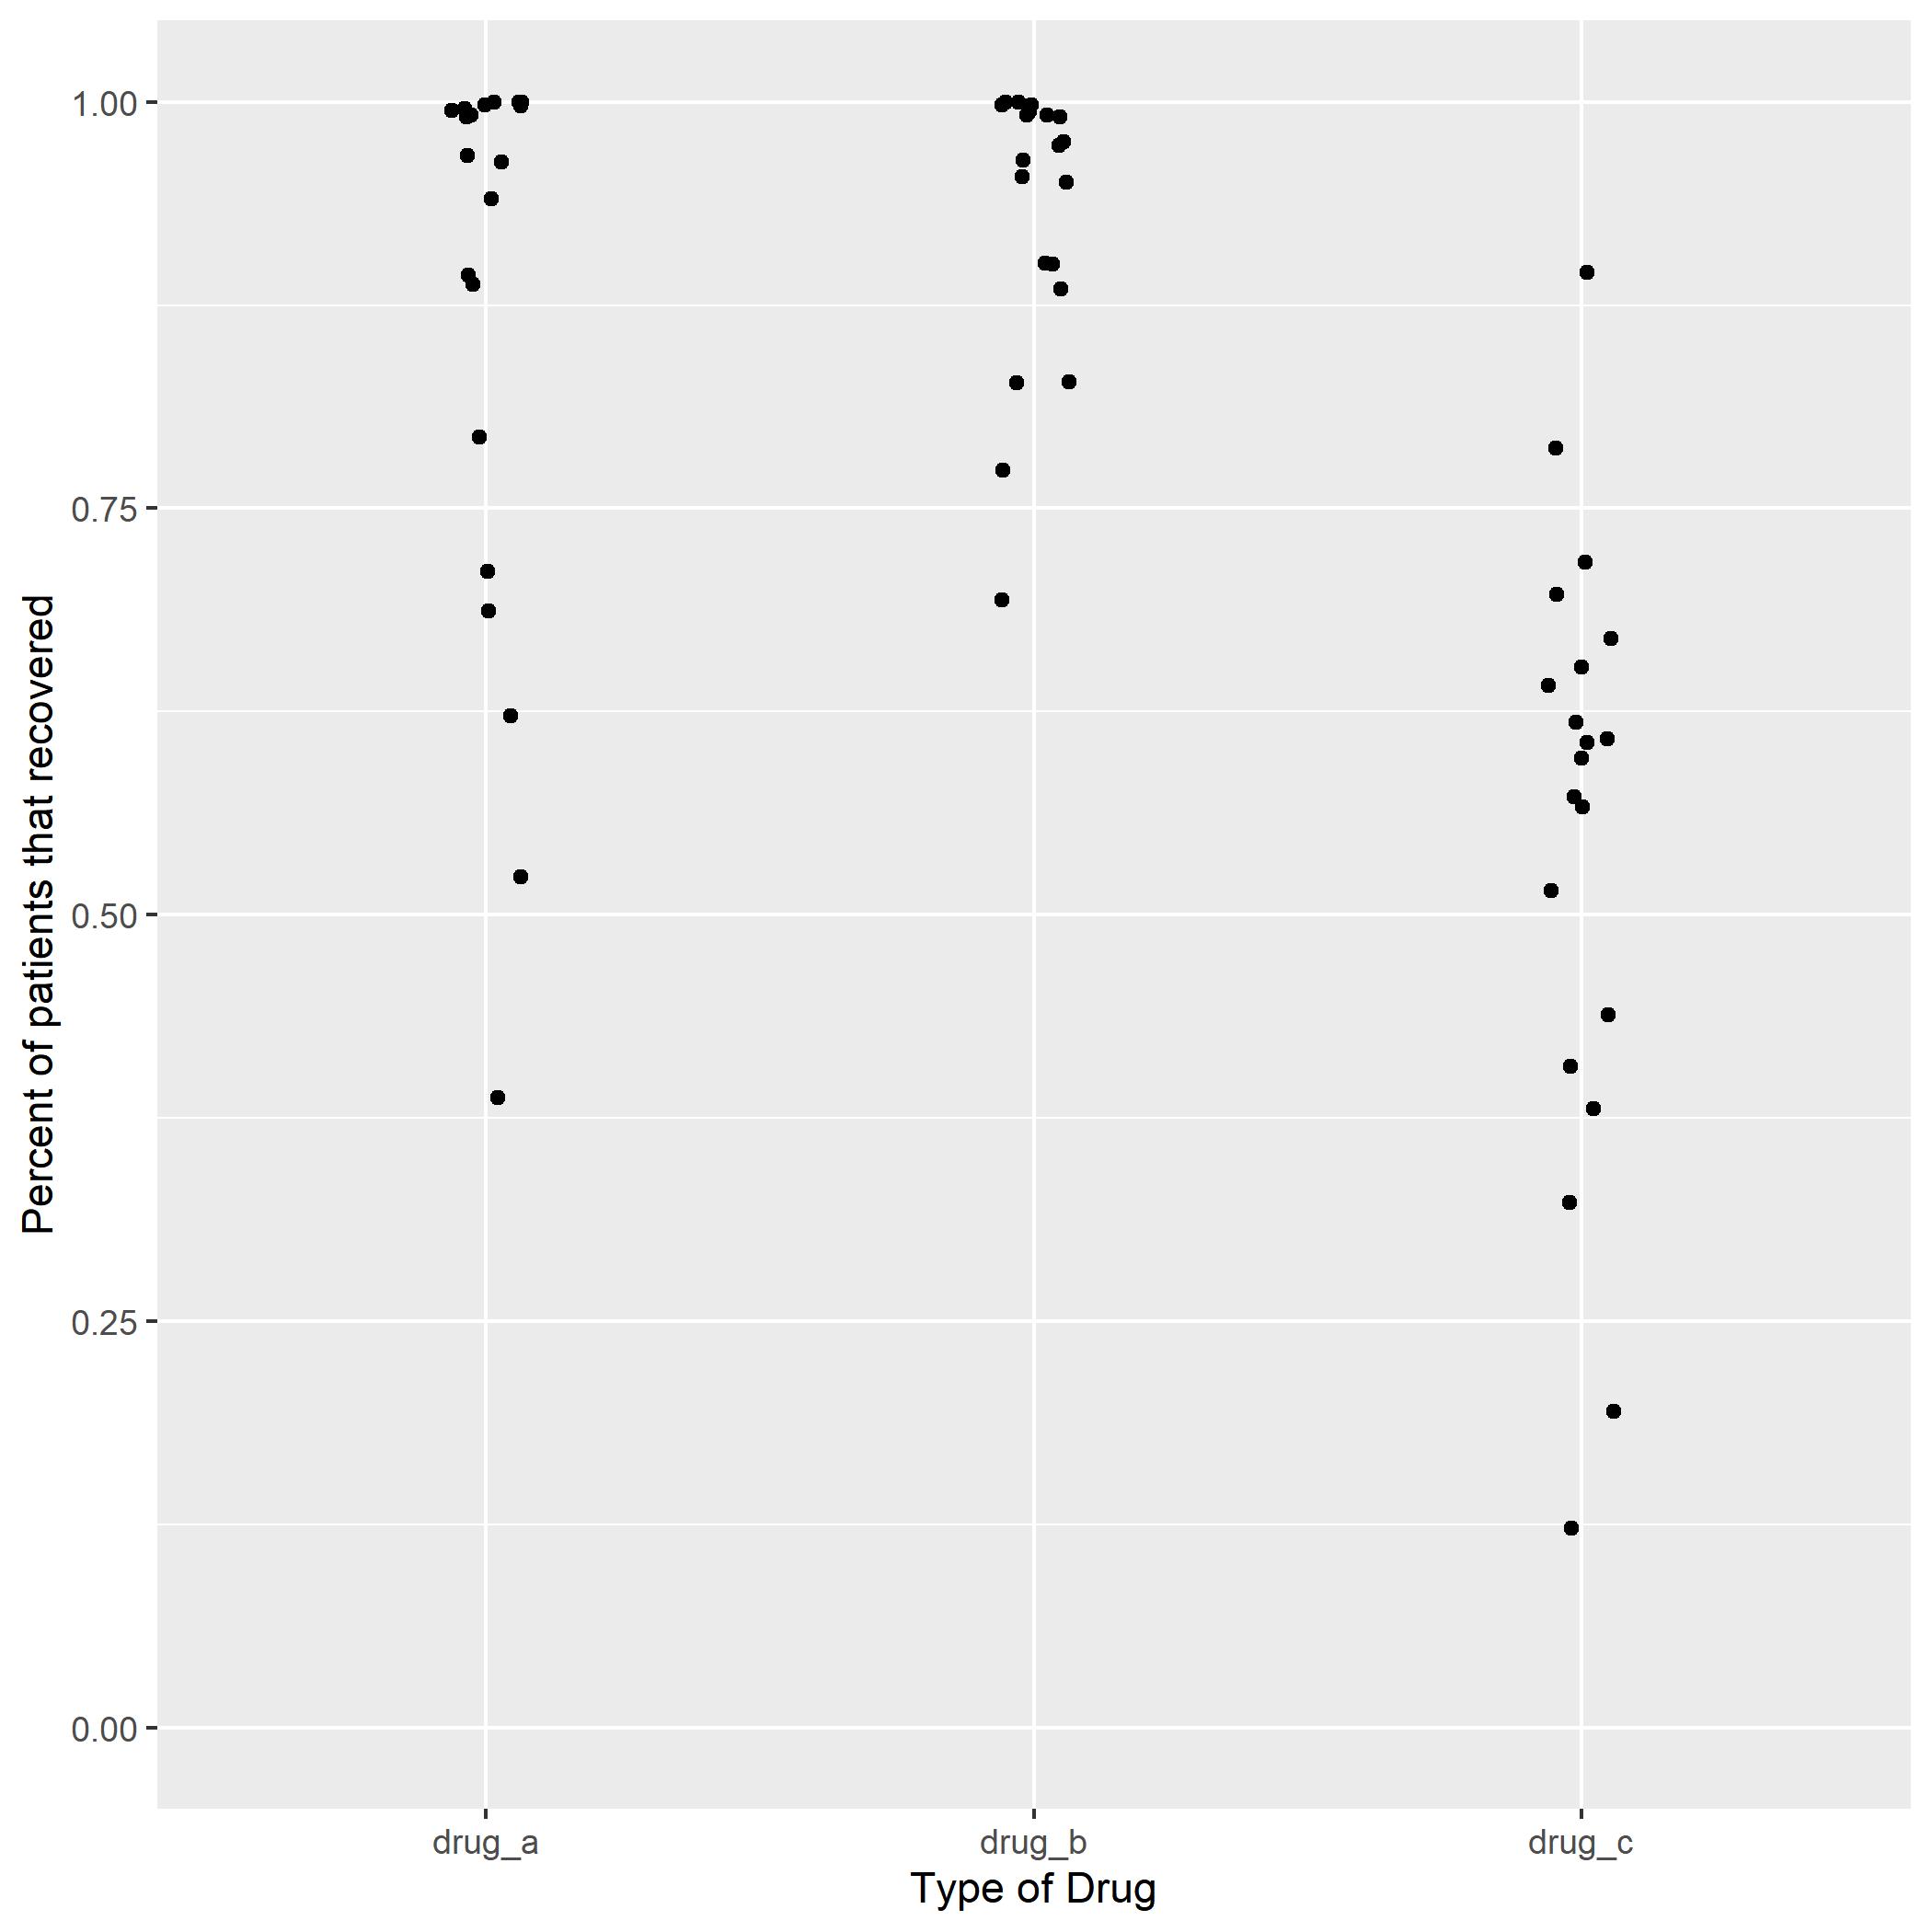 Percent of patients that recovered
1.00
0.75
0.50
0.25
0.00
drug_a drug_b drug_c
Type of Drug